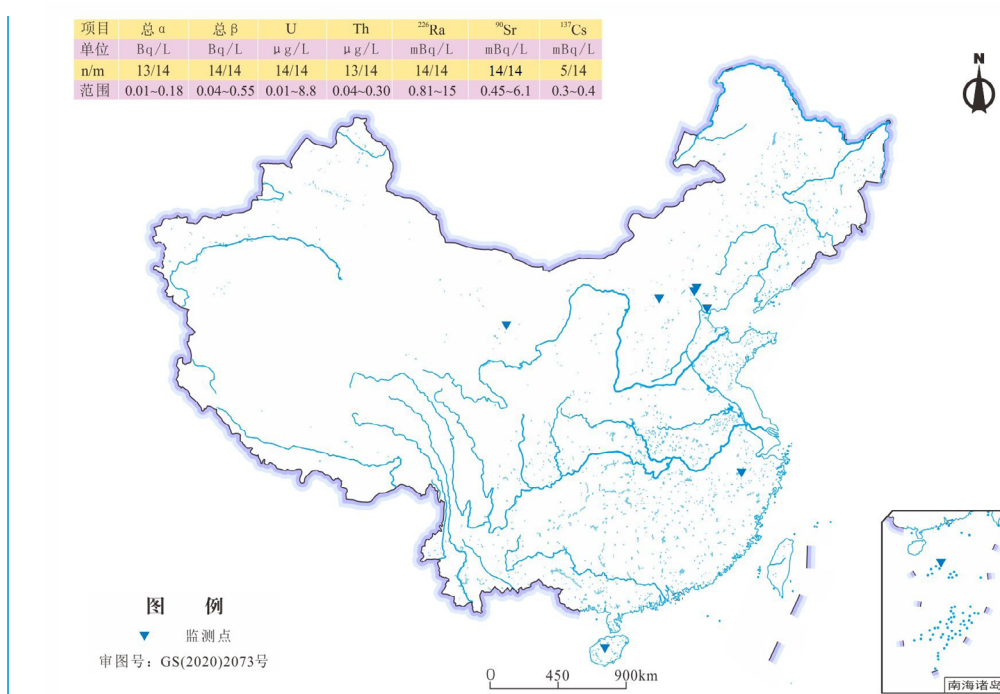 项目 总α 总β U Th ²²⁶Ra ⁹⁰Sr ¹³⁷Cs
单位 Bq/L Bq/L μg/L μg/L mBq/L mBq/L mBq/L
n/m 13/14 14/14 14/14 13/14 14/14 14/14 5/14
范围 0.01~0.18 0.04~0.55 0.01~8.8 0.04~0.30 0.81~15 0.45~6.1 0.3~0.4
N
图 例
监测点
审图号：GS(2020)2073号
0 450 900km
南海诸岛